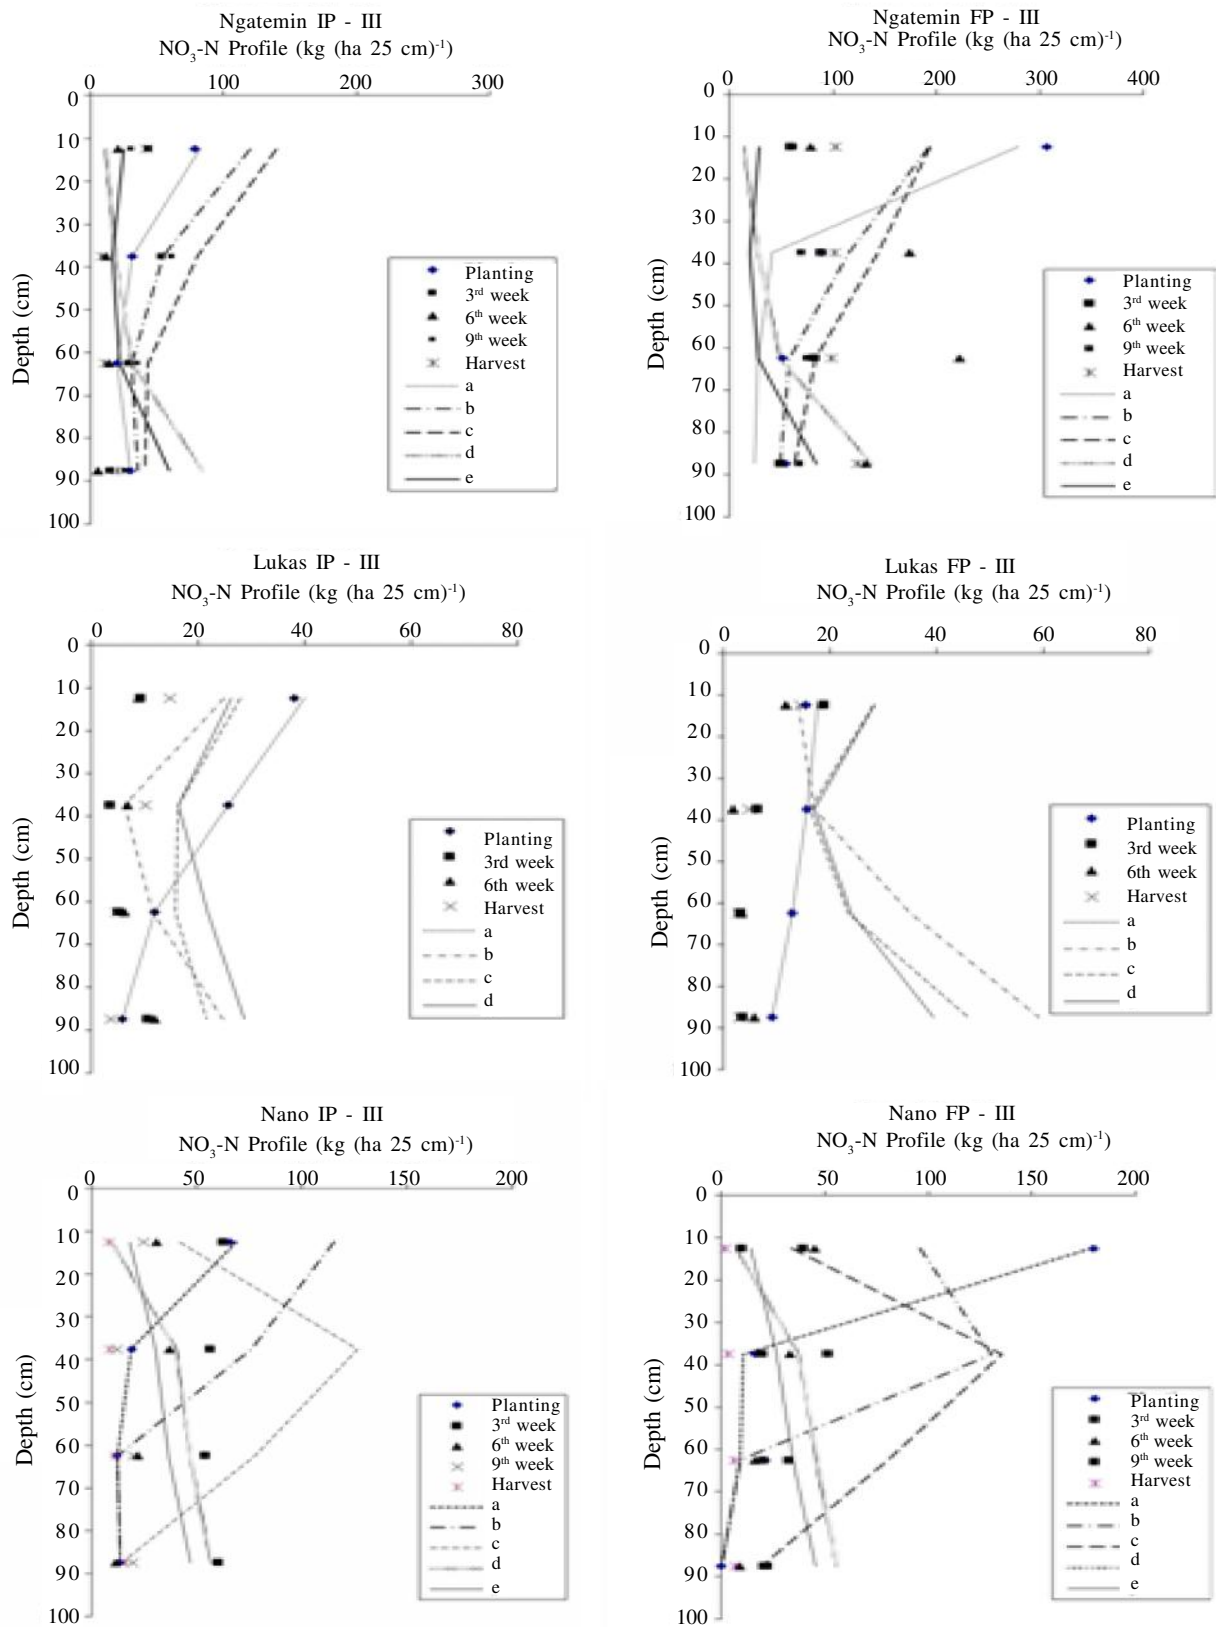 Ngatemin IP - III
NO₃-N Profile (kg (ha 25 cm)⁻¹)
0 100 200 300
0
10
20
30
40
50
60
70
80
90
100
Depth (cm)
Planting
3rd week
6th week
9th week
Harvest
a
b
c
d
e
Ngatemin FP - III
NO₃-N Profile (kg (ha 25 cm)⁻¹)
0 100 200 300 400
0
10
20
30
40
50
60
70
80
90
100
Depth (cm)
Planting
3rd week
6th week
9th week
Harvest
a
b
c
d
e
Lukas IP - III
NO₃-N Profile (kg (ha 25 cm)⁻¹)
0 20 40 60 80
0
10
20
30
40
50
60
70
80
90
100
Depth (cm)
Planting
3rd week
6th week
Harvest
a
b
c
d
Lukas FP - III
NO₃-N Profile (kg (ha 25 cm)⁻¹)
0 20 40 60 80
0
10
20
30
40
50
60
70
80
90
100
Depth (cm)
Planting
3rd week
6th week
Harvest
a
b
c
d
Nano IP - III
NO₃-N Profile (kg (ha 25 cm)⁻¹)
0 50 100 150 200
0
10
20
30
40
50
60
70
80
90
100
Depth (cm)
Planting
3rd week
6th week
9th week
Harvest
a
b
c
d
e
Nano FP - III
NO₃-N Profile (kg (ha 25 cm)⁻¹)
0 50 100 150 200
0
10
20
30
40
50
60
70
80
90
100
Depth (cm)
Planting
3rd week
6th week
9th week
Harvest
a
b
c
d
e